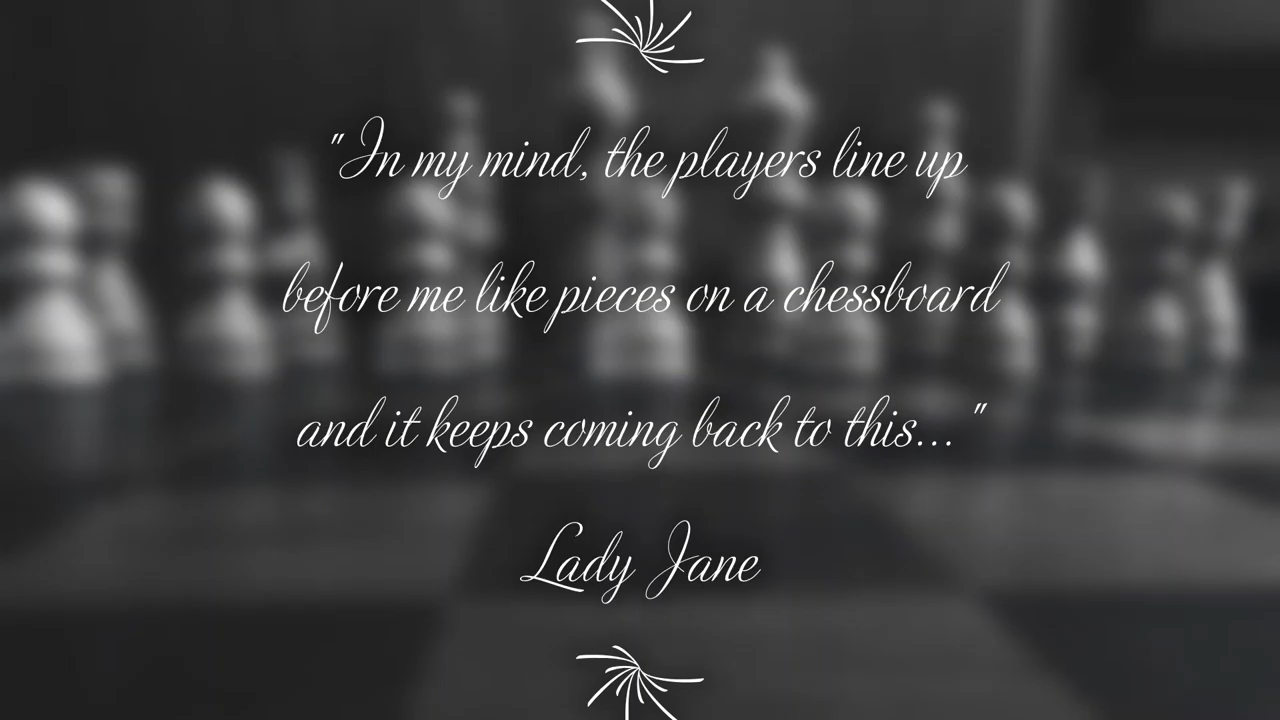 "In my mind, the players line up
before me like pieces on a chessboard
and it keeps coming back to this... "
Lady Jane